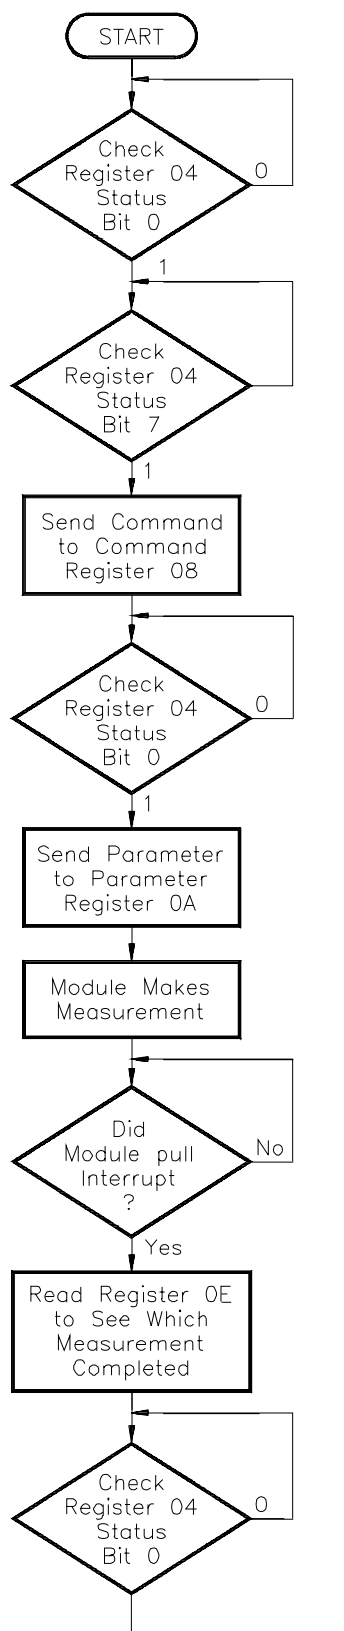 START
Check
Register 04
Status
Bit 0
0
1
Check
Register 04
Status
Bit 7
1
Send Command
to Command
Register 08
Check
Register 04
Status
Bit 0
0
1
Send Parameter
to Parameter
Register 0A
Module Makes
Measurement
Did
Module pull
Interrupt
?
No
Yes
Read Register 0E
to See Which
Measurement
Completed
Check
Register 04
Status
Bit 0
0